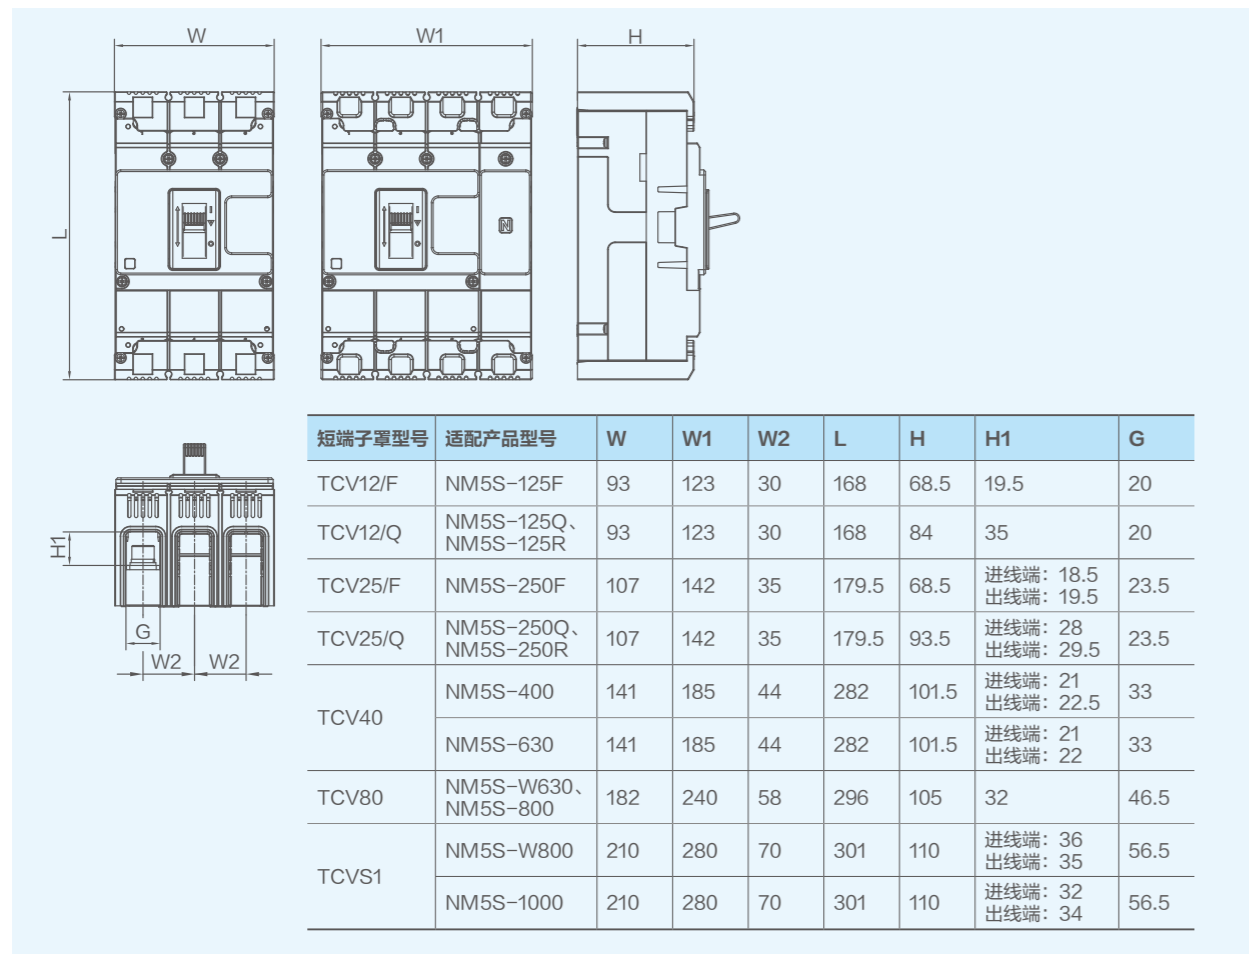 W
W1
H
L
N
H1
G
W2
W2
短端子罩型号 适配产品型号 W W1 W2 L H H1 G
TCV12/F NM5S-125F 93 123 30 168 68.5 19.5 20
TCV12/Q NM5S-125Q、 93 123 30 168 84 35 20
NM5S-125R
TCV25/F NM5S-250F 107 142 35 179.5 68.5 进线端：18.5 23.5
出线端：19.5
TCV25/Q NM5S-250Q、 107 142 35 179.5 93.5 进线端：28 23.5
NM5S-250R 出线端：29.5
TCV40 NM5S-400 141 185 44 282 101.5 进线端：21 33
出线端：22.5
NM5S-630 141 185 44 282 101.5 进线端：21 33
出线端：22
TCV80 NM5S-W630、 182 240 58 296 105 32 46.5
NM5S-800
TCVS1 NM5S-W800 210 280 70 301 110 进线端：36 56.5
出线端：35
NM5S-1000 210 280 70 301 110 进线端：32 56.5
出线端：34